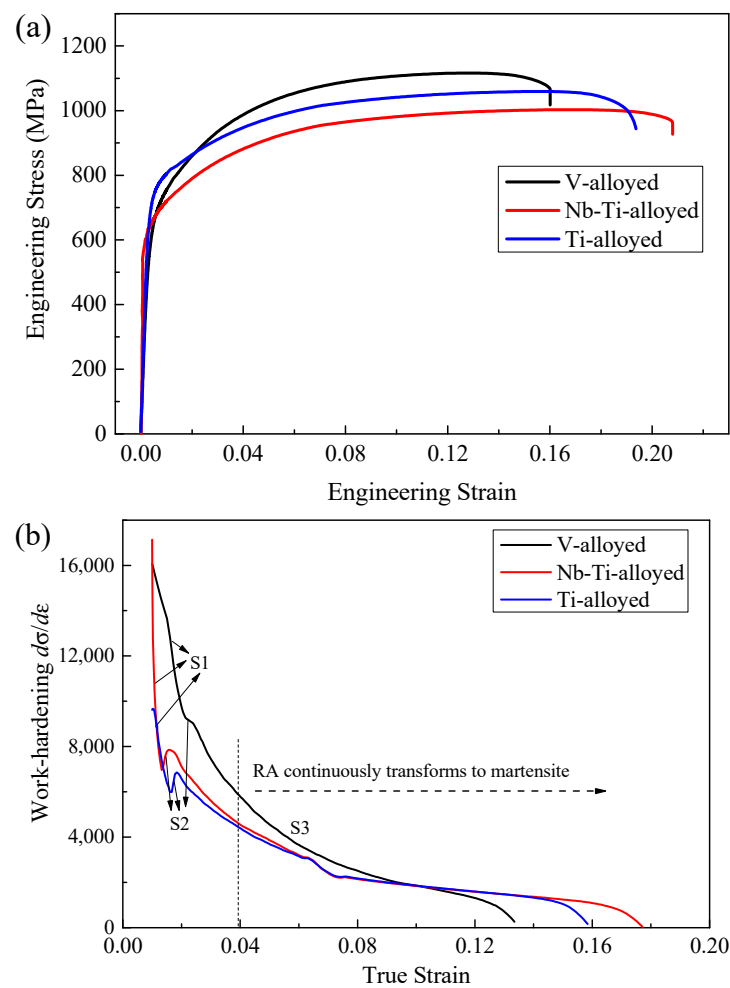 (a)
Engineering Stress (MPa)
1200
1000
800
600
400
200
0
V-alloyed
Nb-Ti-alloyed
Ti-alloyed
0.00 0.04 0.08 0.12 0.16 0.20
Engineering Strain
(b)
Work-hardening dσ/dε
16,000
12,000
8,000
4,000
0
V-alloyed
Nb-Ti-alloyed
Ti-alloyed
S1
RA continuously transforms to martensite
S2
S3
0.00 0.04 0.08 0.12 0.16 0.20
True Strain